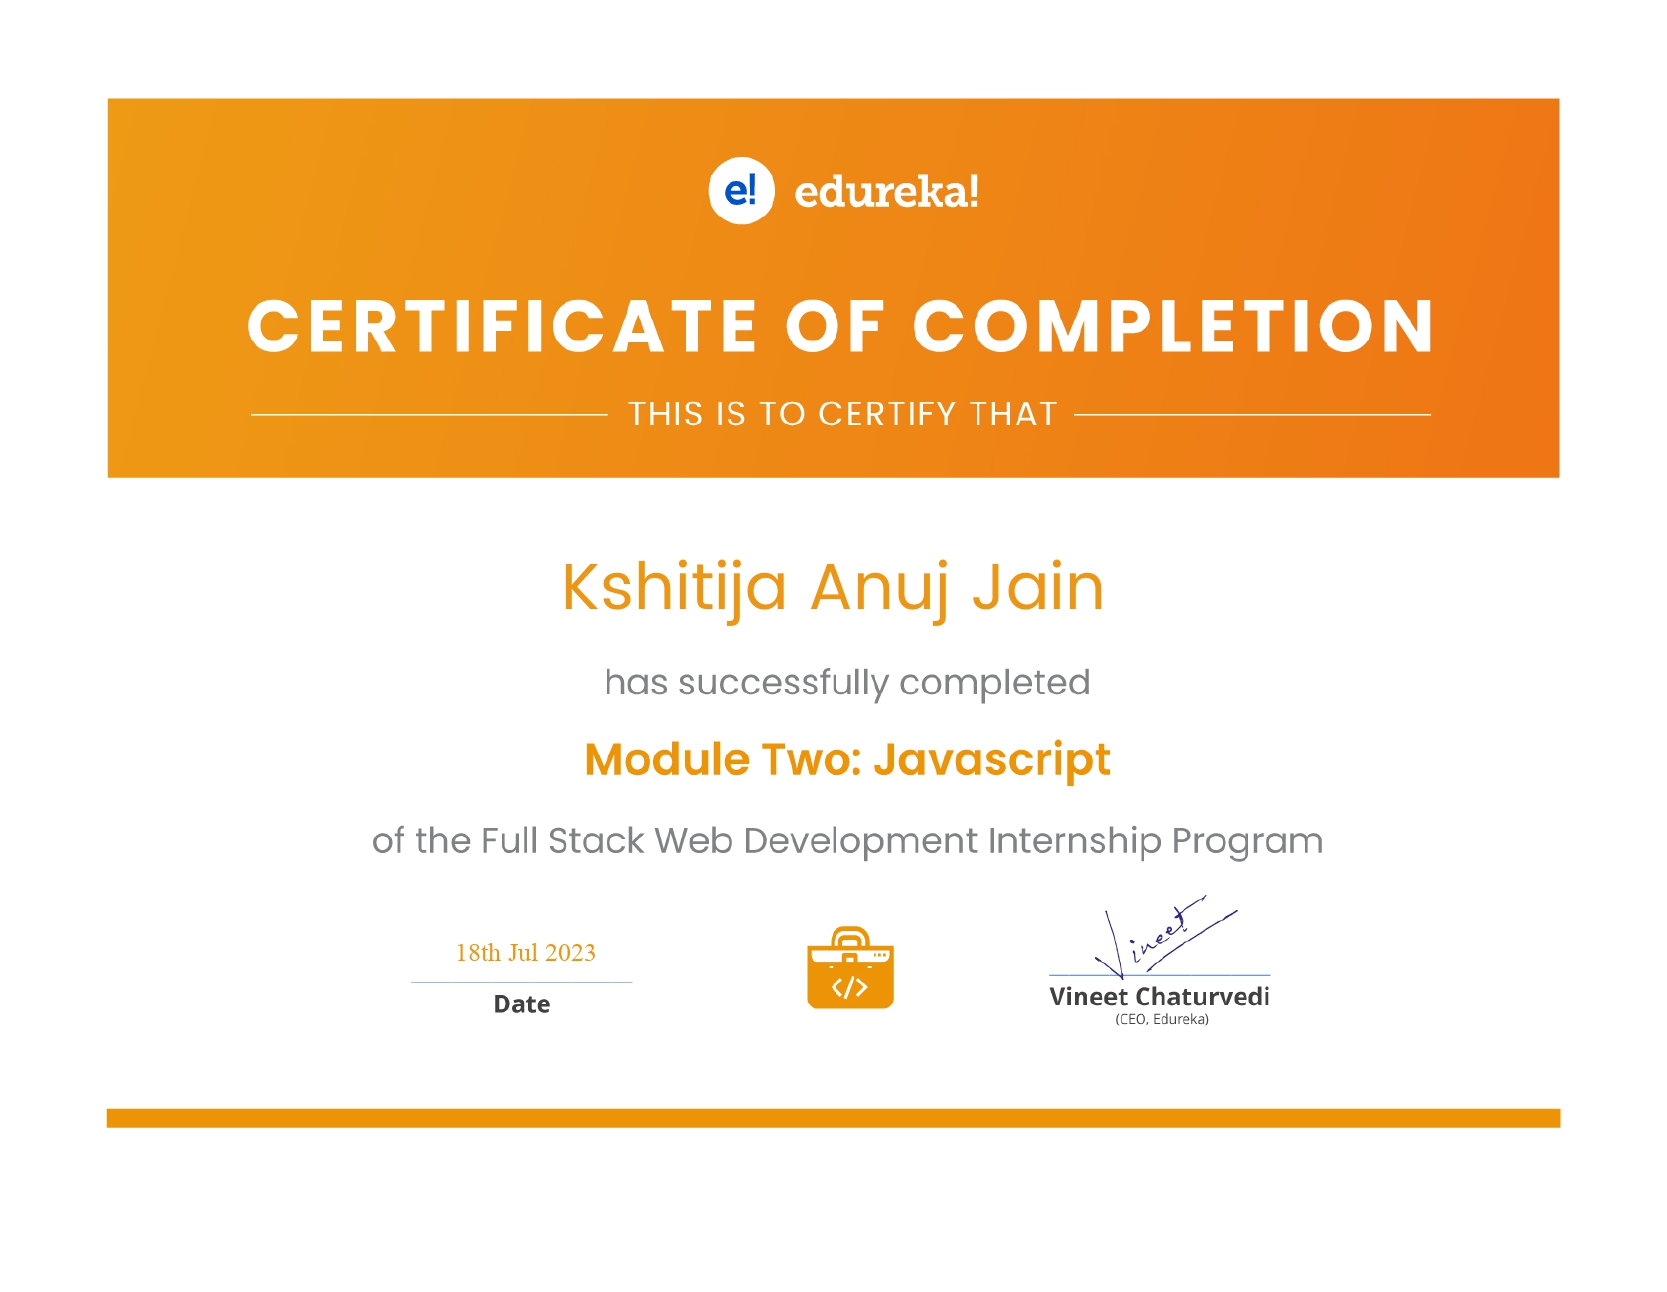 e! edureka!
CERTIFICATE OF COMPLETION
THIS IS TO CERTIFY THAT
Kshitija Anuj Jain
has successfully completed
Module Two: Javascript
of the Full Stack Web Development Internship Program
18th Jul 2023
Date
</>
Vineet
Vineet Chaturvedi
(CEO, Edureka)